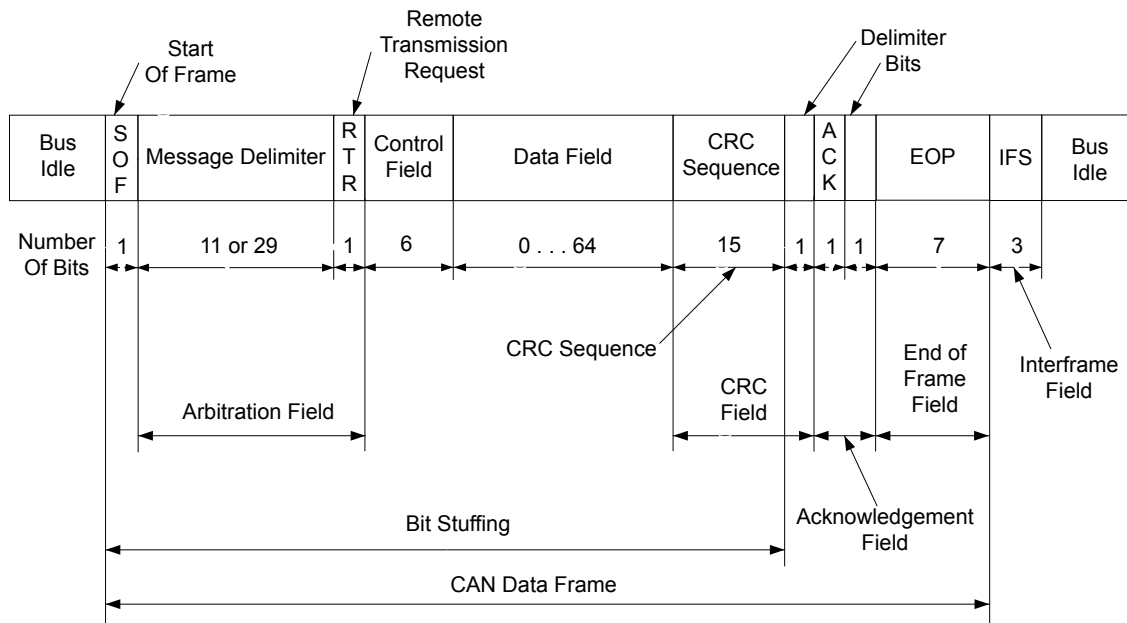 Start
Of Frame
Remote
Transmission
Request
Delimiter
Bits
Bus
Idle
S
O
F
Message Delimiter
R
T
R
Control
Field
Data Field
CRC
Sequence
A
C
K
EOP
IFS
Bus
Idle
Number
Of Bits
1
11 or 29
1
6
0 . . . 64
15
1
1
1
7
3
CRC Sequence
Arbitration Field
CRC
Field
End of
Frame
Field
Interframe
Field
Bit Stuffing
Acknowledgement
Field
CAN Data Frame